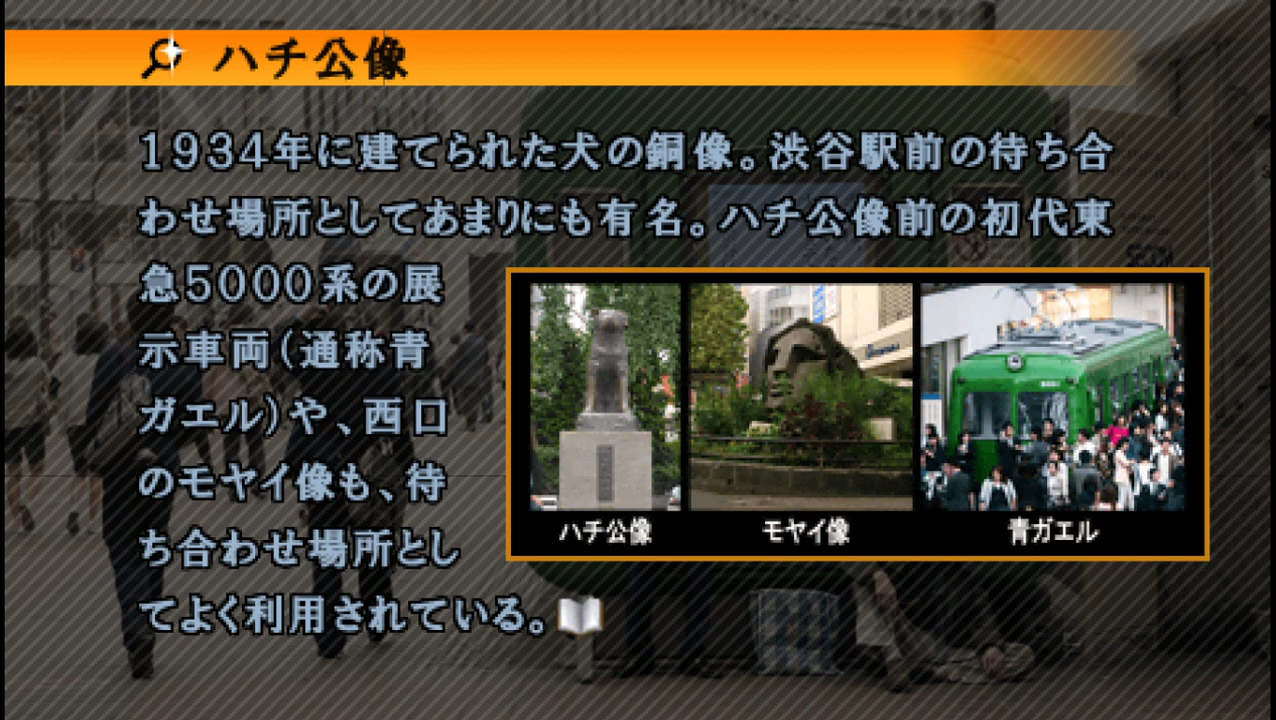 ハチ公像
1934年に建てられた犬の銅像。渋谷駅前の待ち合
わせ場所としてあまりにも有名。ハチ公像前の初代東
急5000系の展
示車両(通称青
ガエル)や、西口
のモヤイ像も、待
ち合わせ場所とし
てよく利用されている。
ハチ公像
モヤイ像
青ガエル